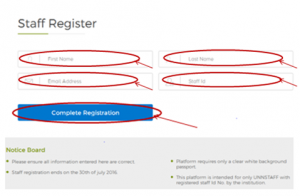 Staff Register
First Name
Last Name
Email Address
Staff Id
Complete Registration
Notice Board
Please ensure all information entered here are correct.
Staff registration ends on the 30th of july 2016.
Platform requires only a clear white background
passport.
This platform is intended for only UNNSTAFF with
registered staff Id No. by the institution.